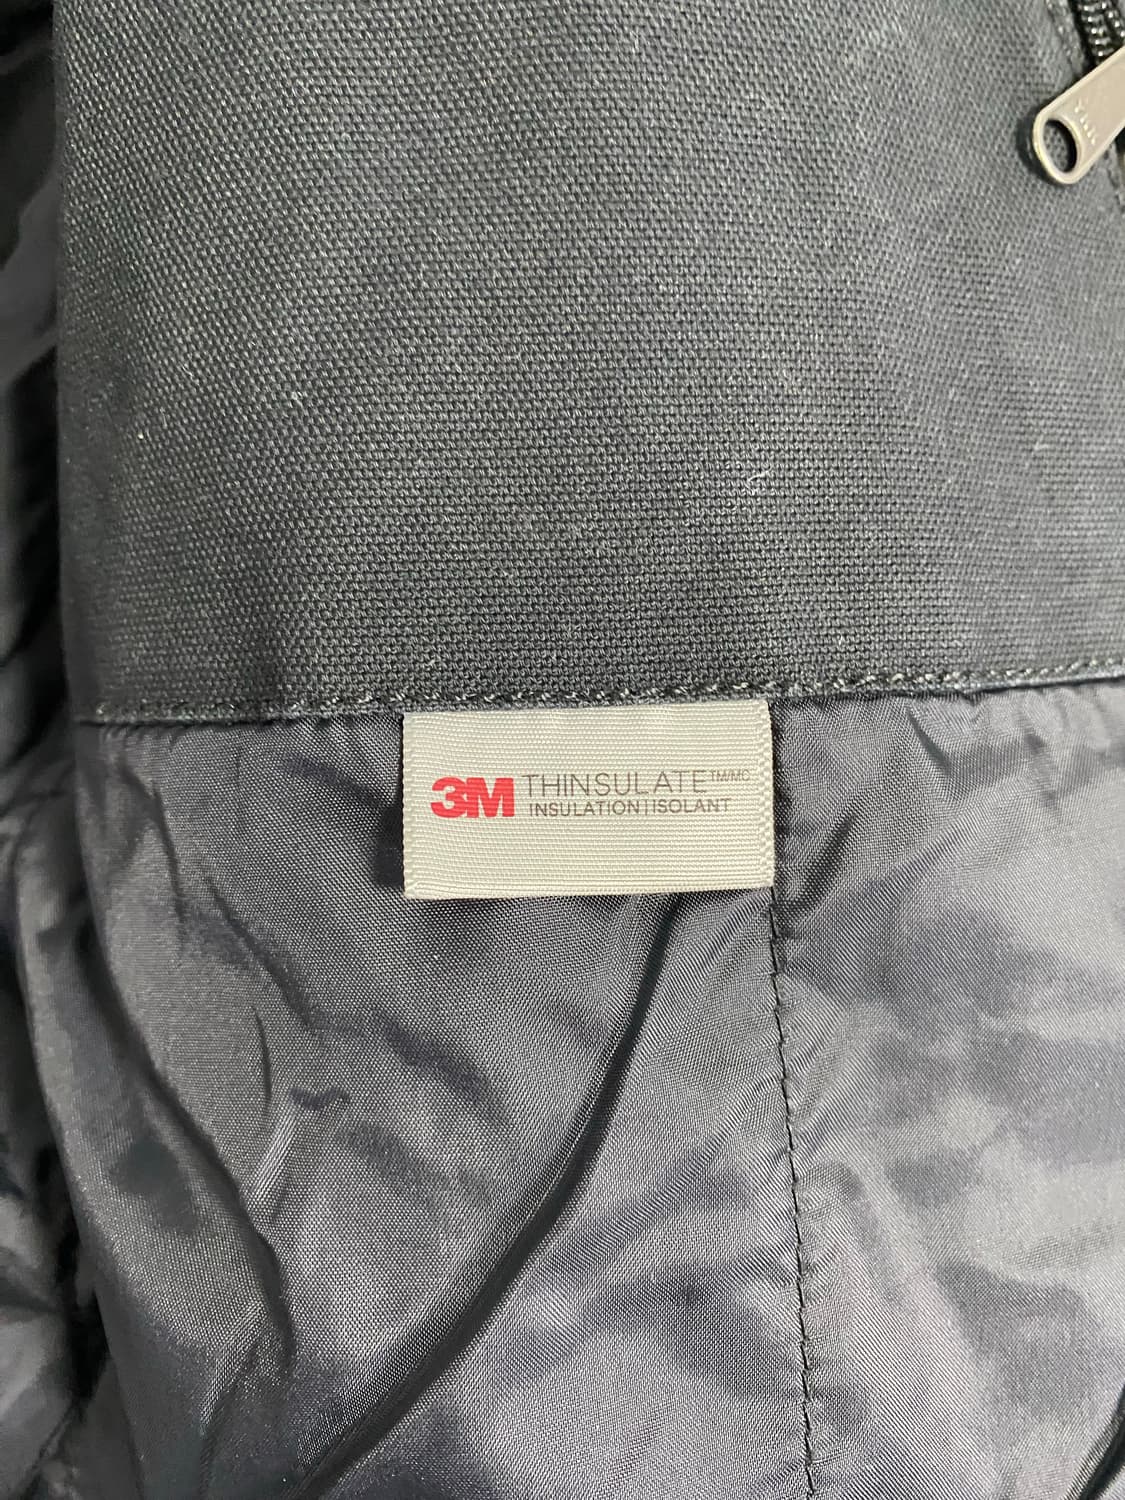 3M THINSULATE™/MC
INSULATION | ISOLANT